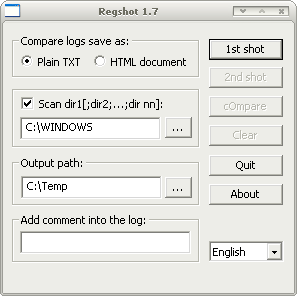 Regshot 1.7
Compare logs save as:
Plain TXT
HTML document
Scan dir1[;dir2;...;dir nn]:
C:\WINDOWS
...
Output path:
C:\Temp
...
Add comment into the log:
1st shot
2nd shot
cOmpare
Clear
Quit
About
English